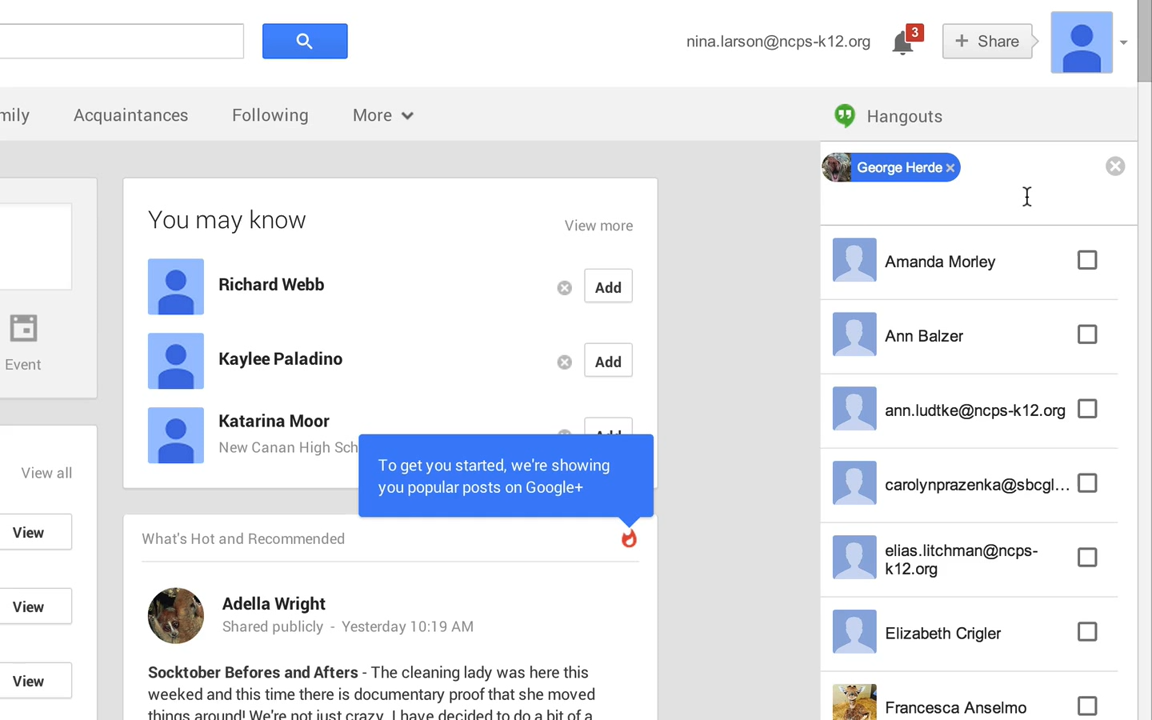 nina.larson@ncps-k12.org
3
+ Share
mily
Acquaintances
Following
More
Hangouts
George Herde
You may know
View more
Richard Webb
Add
Kaylee Paladino
Add
Katarina Moor
New Canan High Sch
Event
To get you started, we're showing
you popular posts on Google+
View all
What's Hot and Recommended
View
Adella Wright
Shared publicly - Yesterday 10:19 AM
View
Socktober Befores and Afters - The cleaning lady was here this
weeked and this time there is documentary proof that she moved
things around! We're not just crazy. I have decided to do a bit of a
View
Amanda Morley
Ann Balzer
ann.ludtke@ncps-k12.org
carolynprazenka@sbcgl...
elias.litchman@ncps-
k12.org
Elizabeth Crigler
Francesca Anselmo